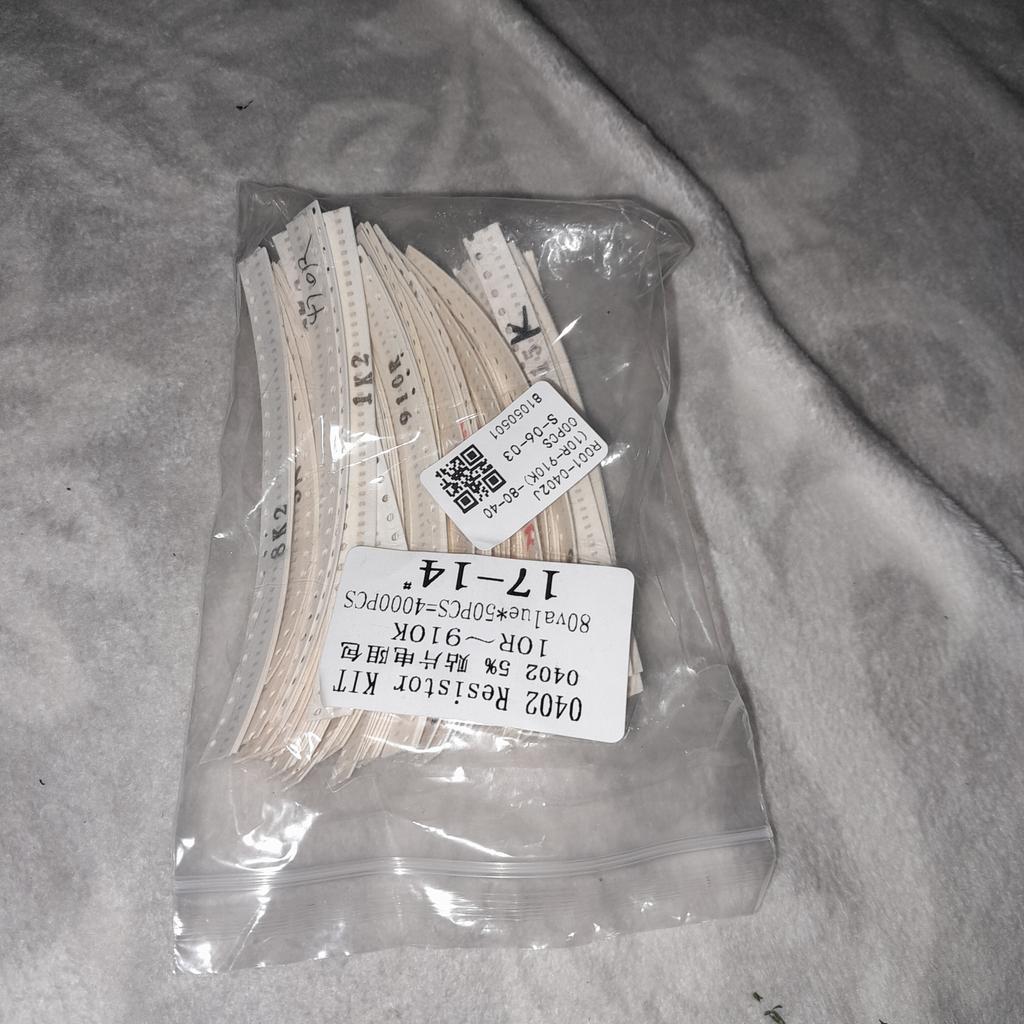 0402 Resistor KIT
0402 5% 贴片电阻包
10R~910K
80value*50PCS=4000PCS
17-14#
R001-0402J
(10R-910K)-80-40
00PCS
S-06-03
81050501
1K2
910R
8K2
15K